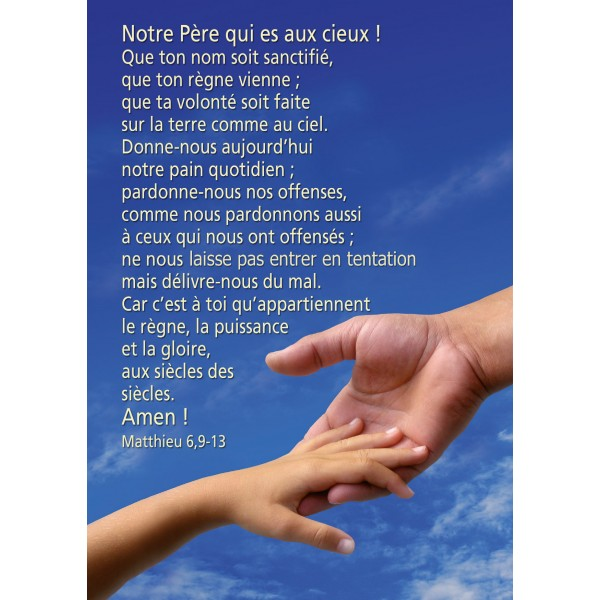 Notre Père qui es aux cieux !
Que ton nom soit sanctifié,
que ton règne vienne ;
que ta volonté soit faite
sur la terre comme au ciel.
Donne-nous aujourd'hui
notre pain quotidien ;
pardonne-nous nos offenses,
comme nous pardonnons aussi
à ceux qui nous ont offensés ;
ne nous laisse pas entrer en tentation
mais délivre-nous du mal.
Car c'est à toi qu'appartiennent
le règne, la puissance
et la gloire,
aux siècles des
siècles.
Amen !
Matthieu 6,9-13